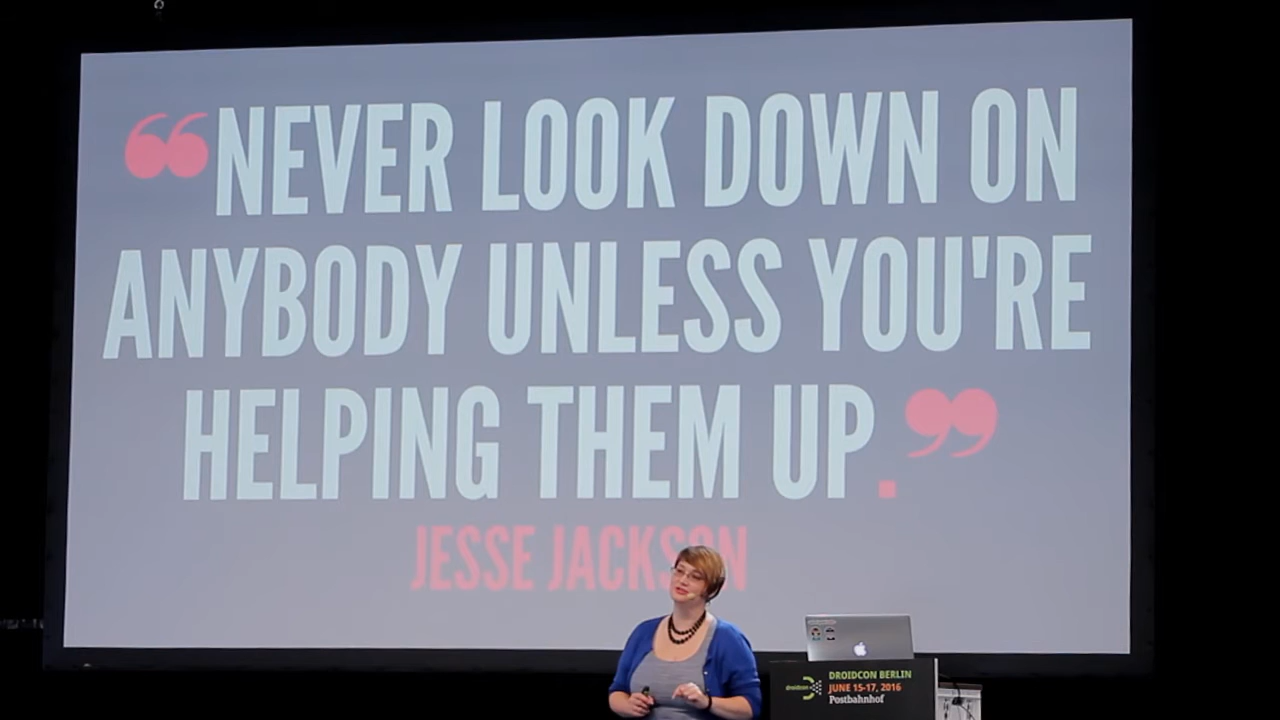 “NEVER LOOK DOWN ON
ANYBODY UNLESS YOU'RE
HELPING THEM UP.”
JESSE JACKSON
droidcon
DROIDCON BERLIN
JUNE 15-17, 2016
Postbahnhof